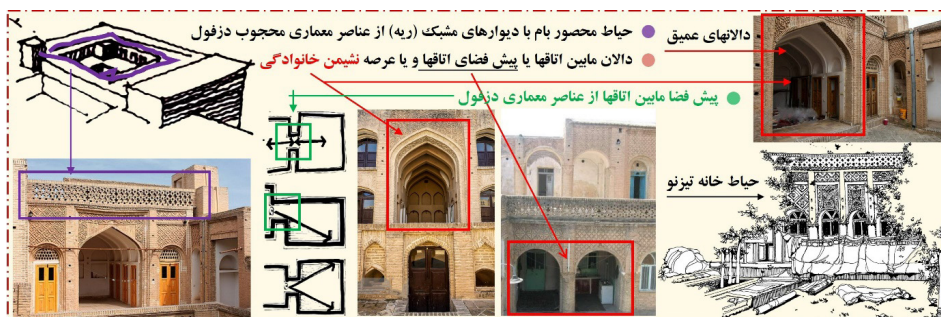 حیاط محصور بام با دیوارهای مشبک (ریه) از عناصر معماری محجوب دزفول
دالان مابین اتاقها یا پیش فضای اتاقها و یا عرصه نشیمن خانوادگی
پیش فضا مابین اتاقها از عناصر معماری دزفول
دالانهای عمیق
حیاط خانه تیزنو